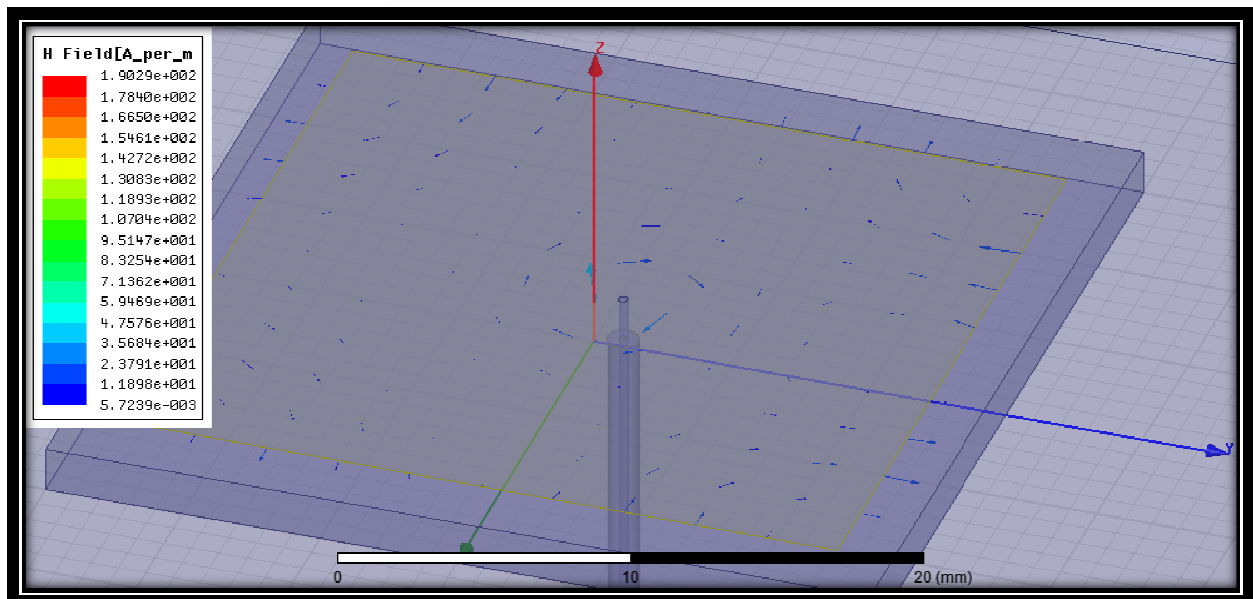 H Field[A_per_m
1.9029e+002
1.7840e+002
1.6650e+002
1.5461e+002
1.4272e+002
1.3083e+002
1.1893e+002
1.0704e+002
9.5147e+001
8.3254e+001
7.1362e+001
5.9469e+001
4.7576e+001
3.5684e+001
2.3791e+001
1.1898e+001
5.7239e-003
Z
Y
0 10 20 (mm)